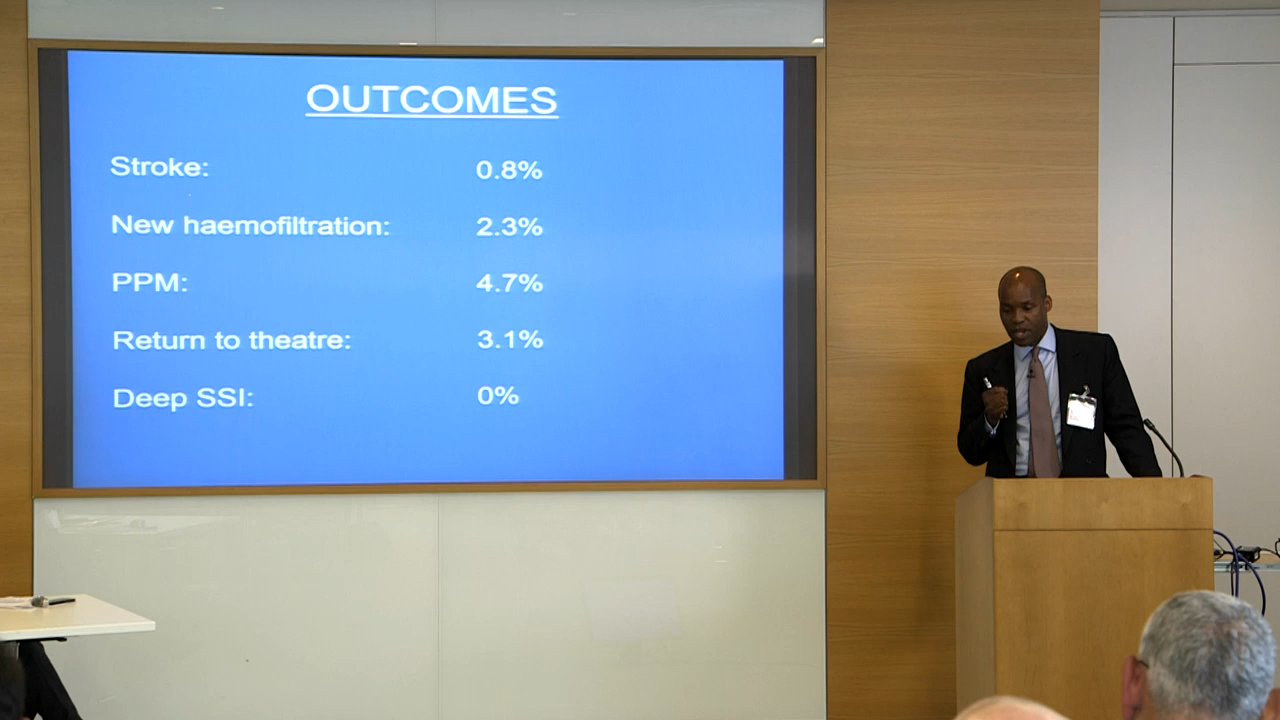 OUTCOMES
Stroke: 0.8%
New haemofiltration: 2.3%
PPM: 4.7%
Return to theatre: 3.1%
Deep SSI: 0%